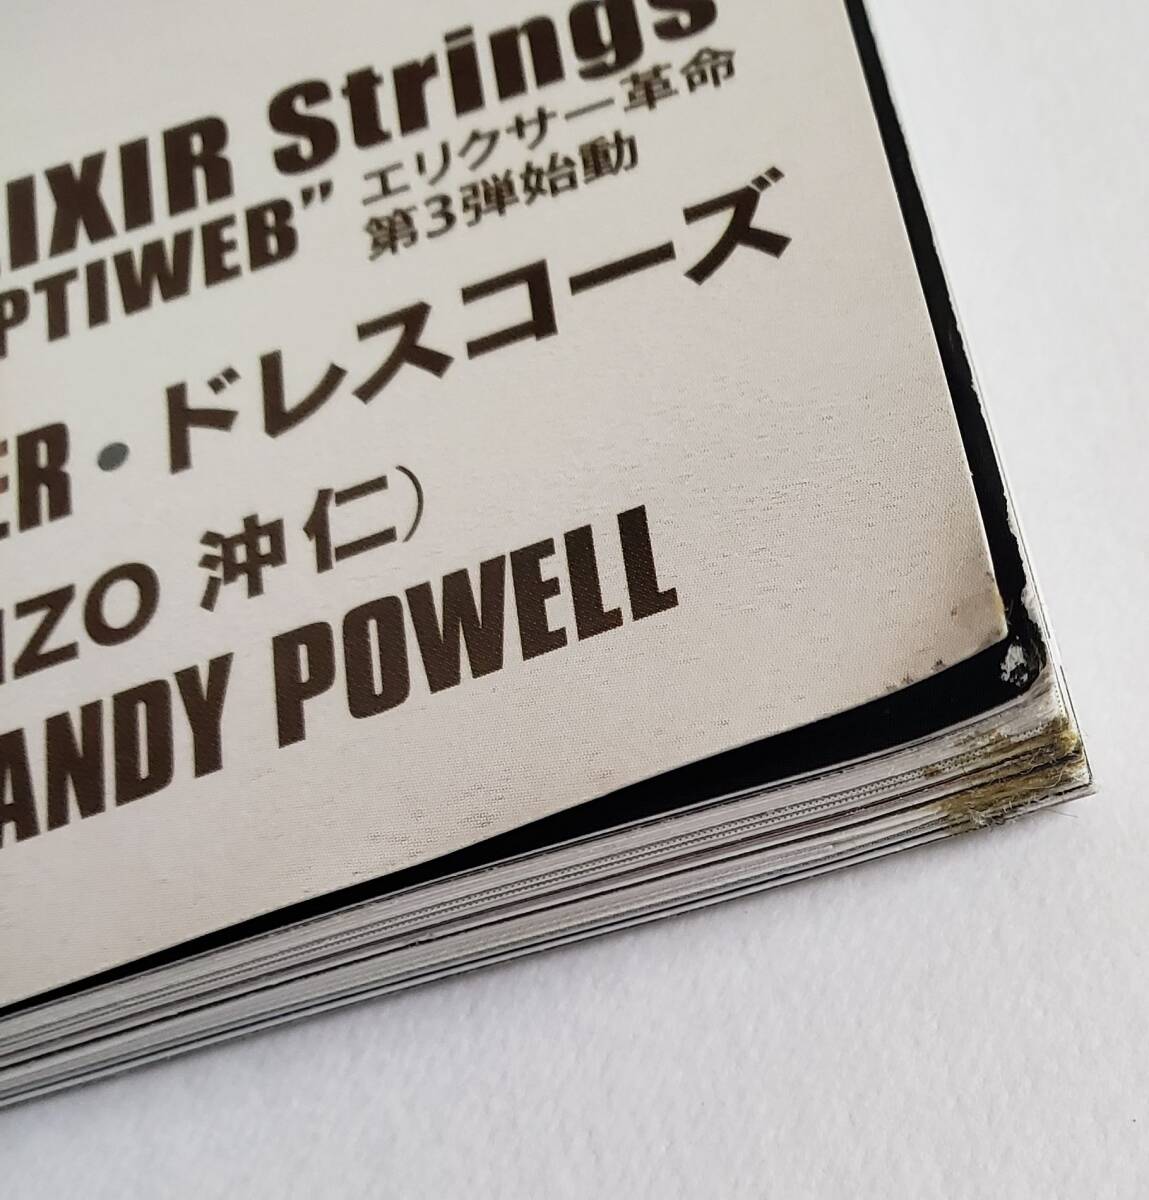 IXIR Strings
PTIWEB" エリクサー革命
第3弾始動
ER・ドレスコーズ
IZO 沖仁)
ANDY POWELL